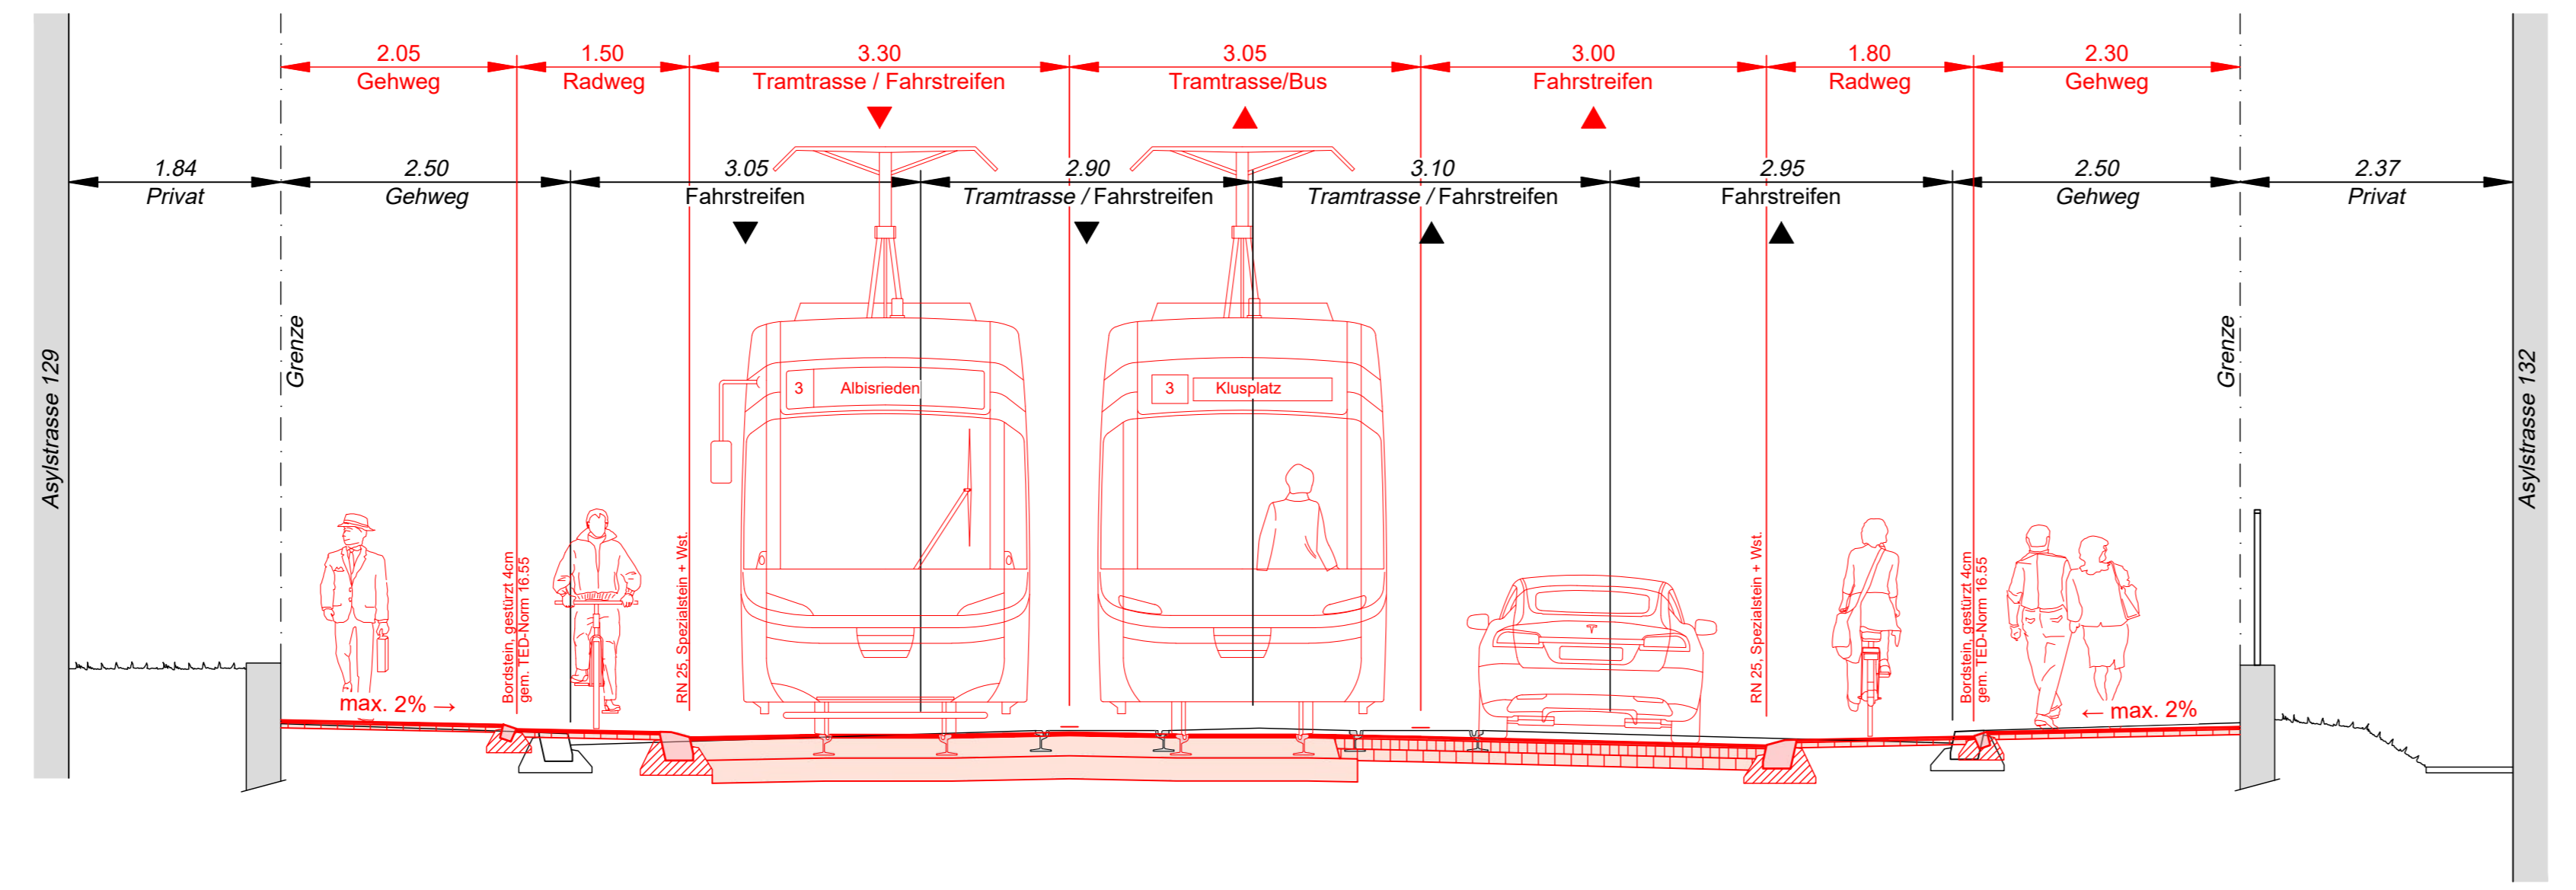 2.05
Gehweg
1.50
Radweg
3.30
Tramtrasse / Fahrstreifen
3.05
Tramtrasse/Bus
3.00
Fahrstreifen
1.80
Radweg
2.30
Gehweg
1.84
Privat
2.50
Gehweg
3.05
Fahrstreifen
2.90
Tramtrasse / Fahrstreifen
3.10
Tramtrasse / Fahrstreifen
2.95
Fahrstreifen
2.50
Gehweg
2.37
Privat
Asylstrasse 129
Grenze
Grenze
Asylstrasse 132
3 Albisrieden
3 Klusplatz
Bordstein, gestürzt 4cm
gem. TED-Norm 16.55
RN 25, Spezialstein + Wst.
RN 25, Spezialstein + Wst.
Bordstein, gestürzt 4cm
gem. TED-Norm 16.55
max. 2% →
← max. 2%